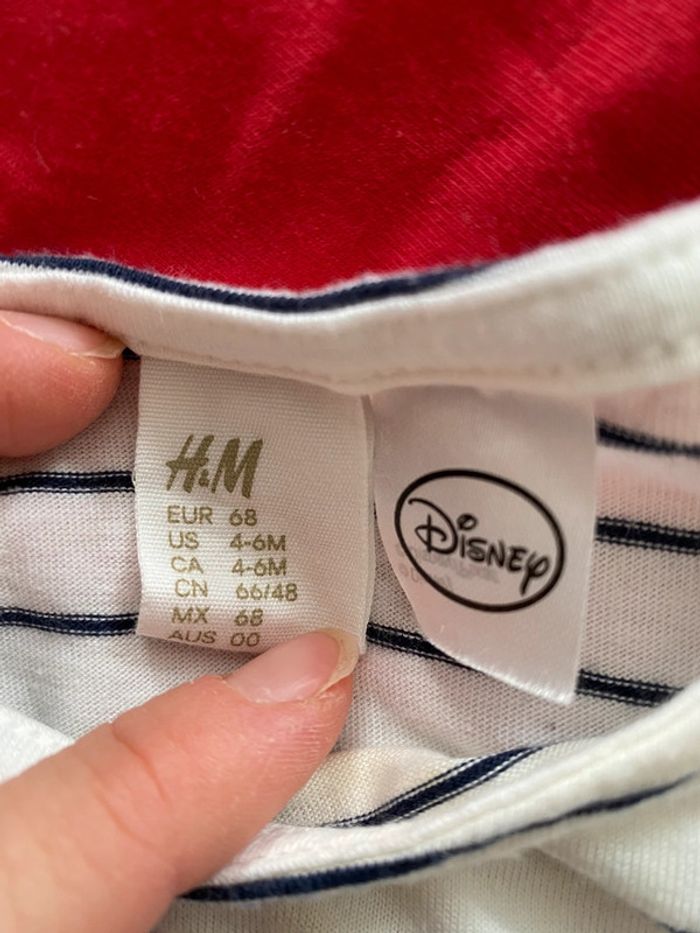 H&M
EUR 68
US 4-6M
CA 4-6M
CN 66/48
MX 68
AUS 00
Disney